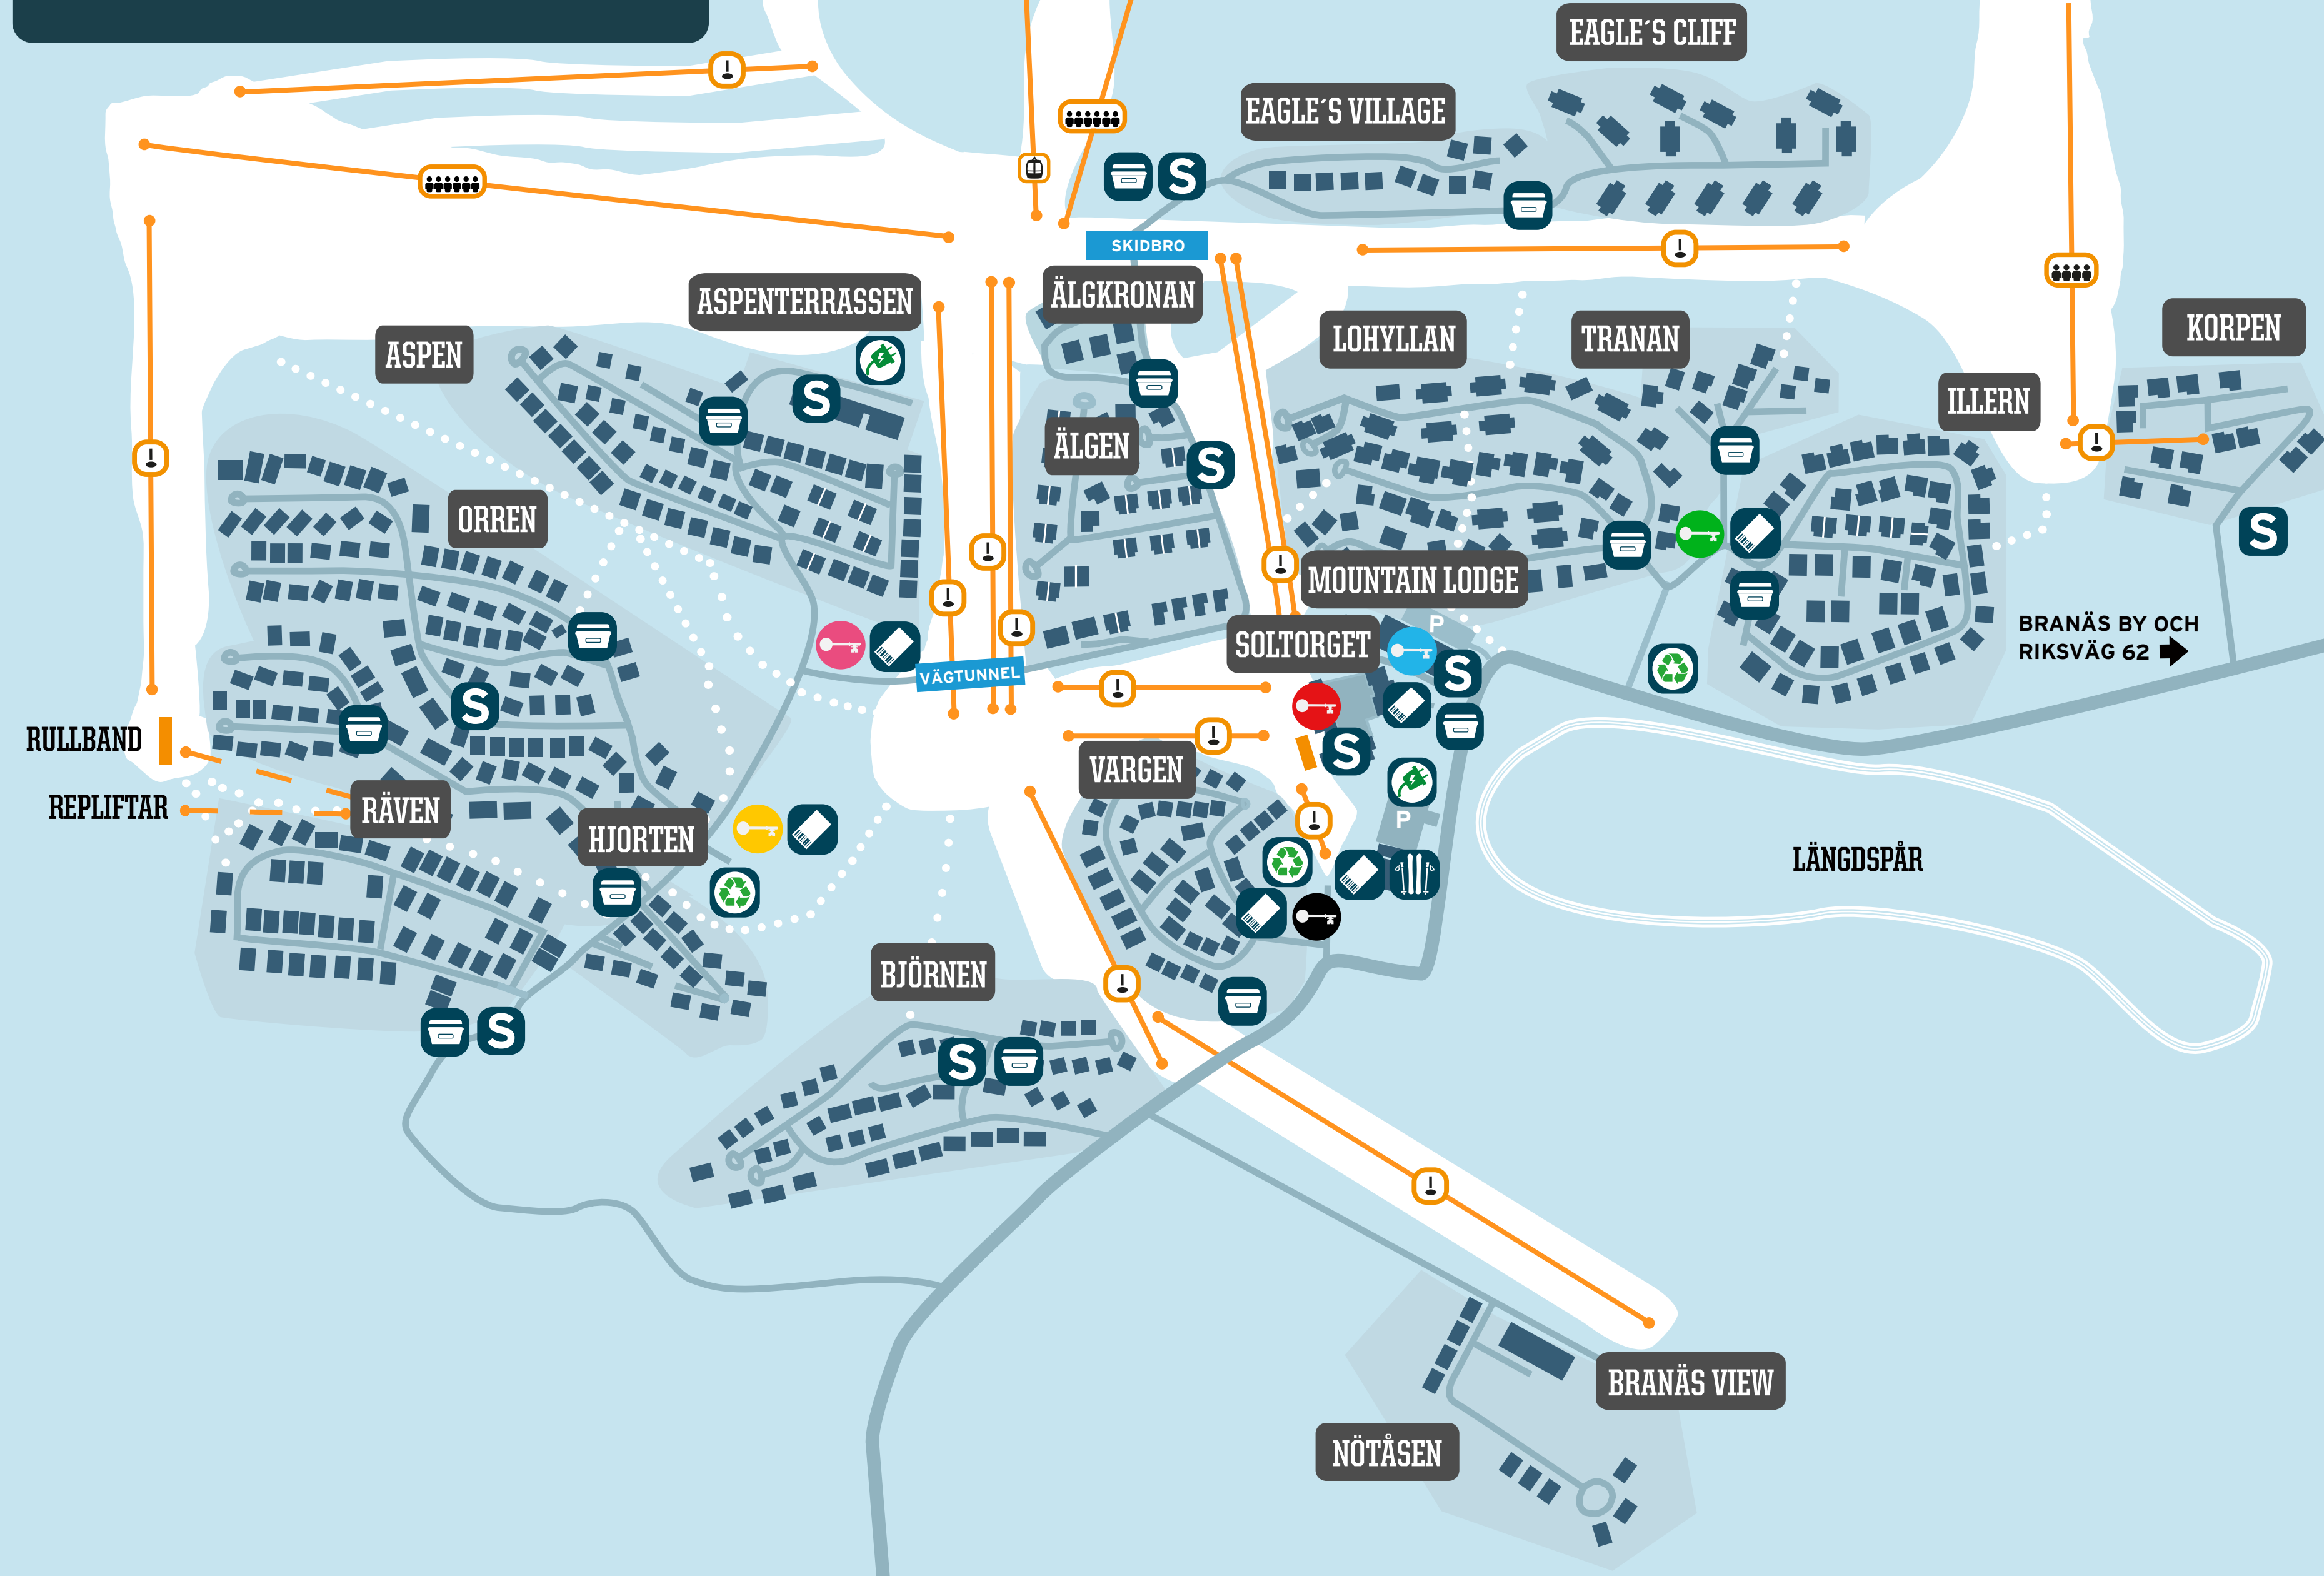 EAGLE´S CLIFF
EAGLE´S VILLAGE
S
SKIDBRO
ÄLGKRONAN
ASPENTERRASSEN
ASPEN
LOHYLLAN
TRANAN
KORPEN
ILLERN
S
ÄLGEN
S
ORREN
S
MOUNTAIN LODGE
P
SOLTORGET
S
VÄGTUNNEL
BRANÄS BY OCH
RIKSVÄG 62
S
RULLBAND
S
VARGEN
REPLIFTAR
RÄVEN
HJORTEN
P
LÄNGDSPÅR
BJÖRNEN
S
S
BRANÄS VIEW
NÖTÅSEN